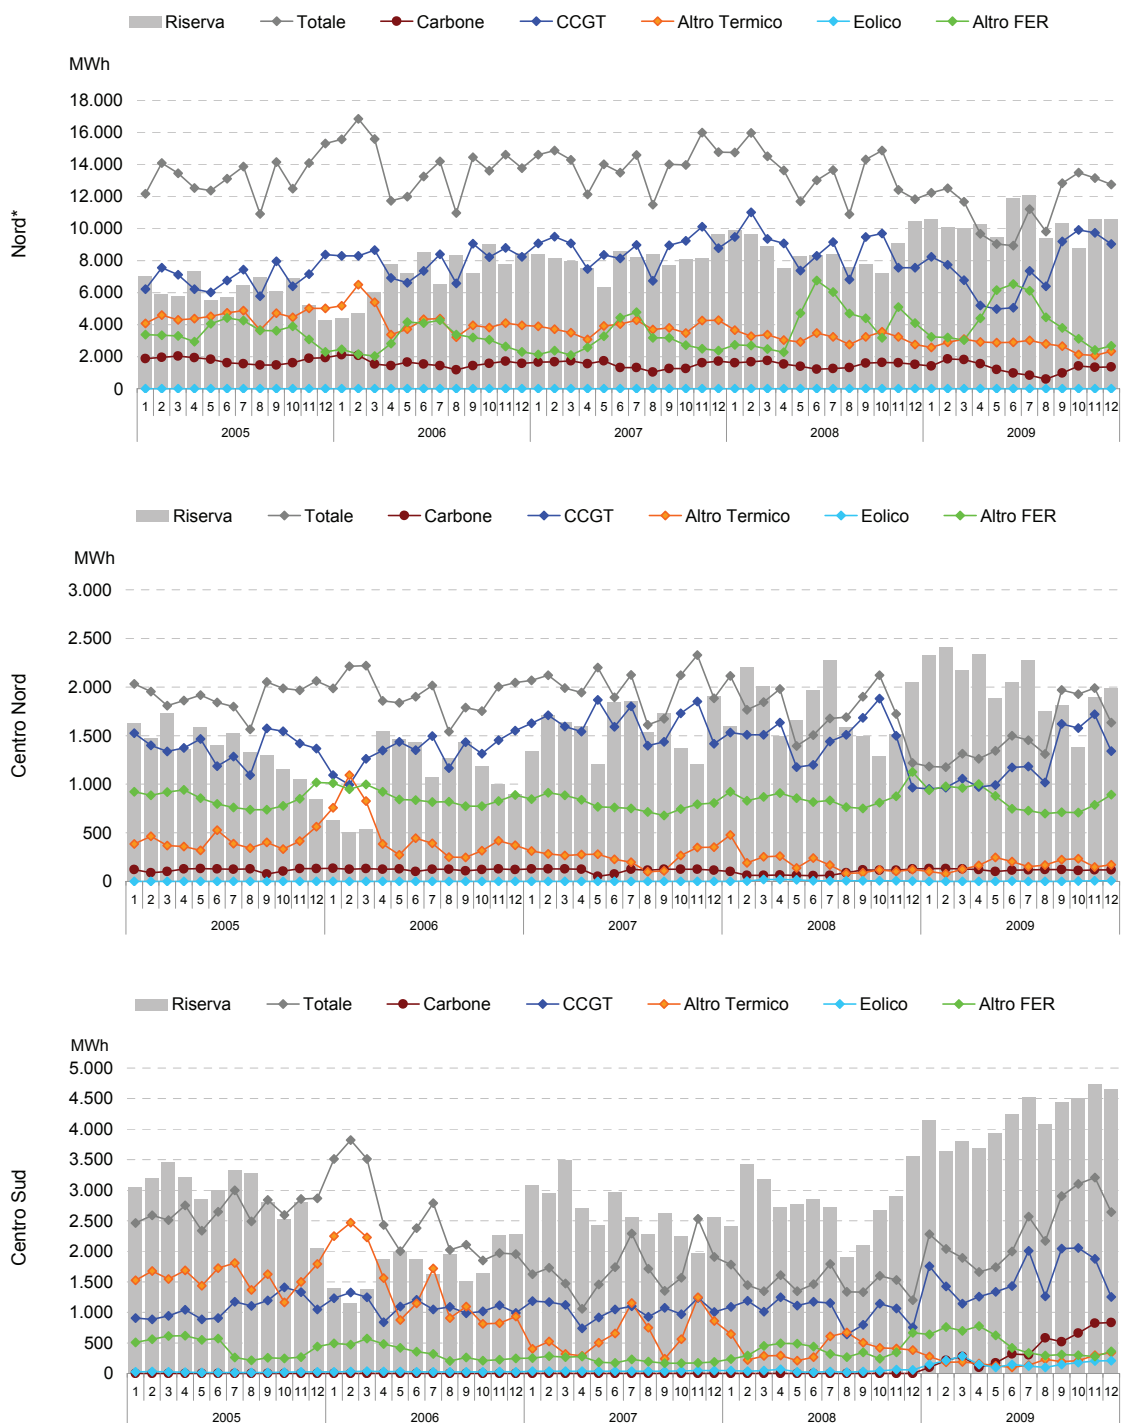 Riserva Totale Carbone CCGT Altro Termico Eolico Altro FER
MWh
Nord*
18.000
16.000
14.000
12.000
10.000
8.000
6.000
4.000
2.000
0
1 2 3 4 5 6 7 8 9 10 11 12 1 2 3 4 5 6 7 8 9 10 11 12 1 2 3 4 5 6 7 8 9 10 11 12 1 2 3 4 5 6 7 8 9 10 11 12 1 2 3 4 5 6 7 8 9 10 11 12
2005 2006 2007 2008 2009
Riserva Totale Carbone CCGT Altro Termico Eolico Altro FER
MWh
Centro Nord
3.000
2.500
2.000
1.500
1.000
500
0
1 2 3 4 5 6 7 8 9 10 11 12 1 2 3 4 5 6 7 8 9 10 11 12 1 2 3 4 5 6 7 8 9 10 11 12 1 2 3 4 5 6 7 8 9 10 11 12 1 2 3 4 5 6 7 8 9 10 11 12
2005 2006 2007 2008 2009
Riserva Totale Carbone CCGT Altro Termico Eolico Altro FER
MWh
Centro Sud
5.000
4.500
4.000
3.500
3.000
2.500
2.000
1.500
1.000
500
0
1 2 3 4 5 6 7 8 9 10 11 12 1 2 3 4 5 6 7 8 9 10 11 12 1 2 3 4 5 6 7 8 9 10 11 12 1 2 3 4 5 6 7 8 9 10 11 12 1 2 3 4 5 6 7 8 9 10 11 12
2005 2006 2007 2008 2009